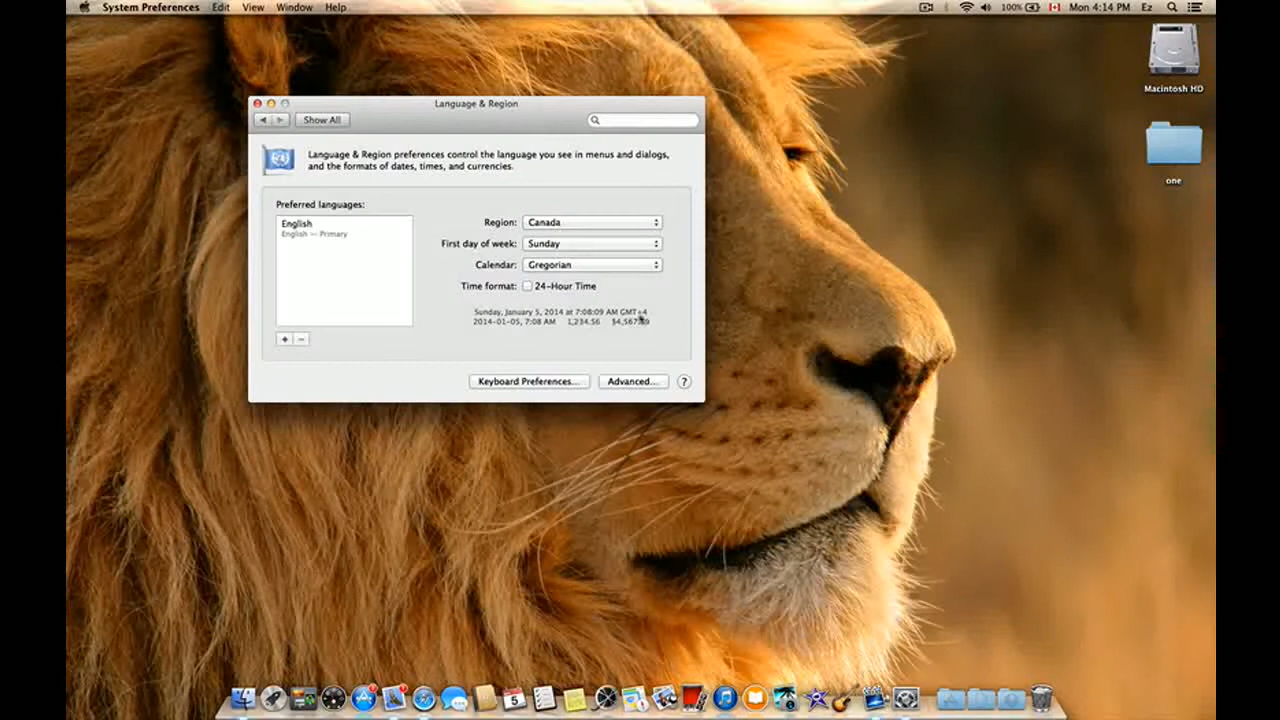 System Preferences Edit View Window Help
100% Mon 4:14 PM Ez
Macintosh HD
one
Language & Region
Show All
Language & Region preferences control the language you see in menus and dialogs,
and the formats of dates, times, and currencies.
Preferred languages:
English
English — Primary
Region: Canada
First day of week: Sunday
Calendar: Gregorian
Time format: 24-Hour Time
Sunday, January 5, 2014 at 7:08:09 AM GMT+4
2014-01-05, 7:08 AM 1,234.56
Keyboard Preferences...
Advanced...
?
5